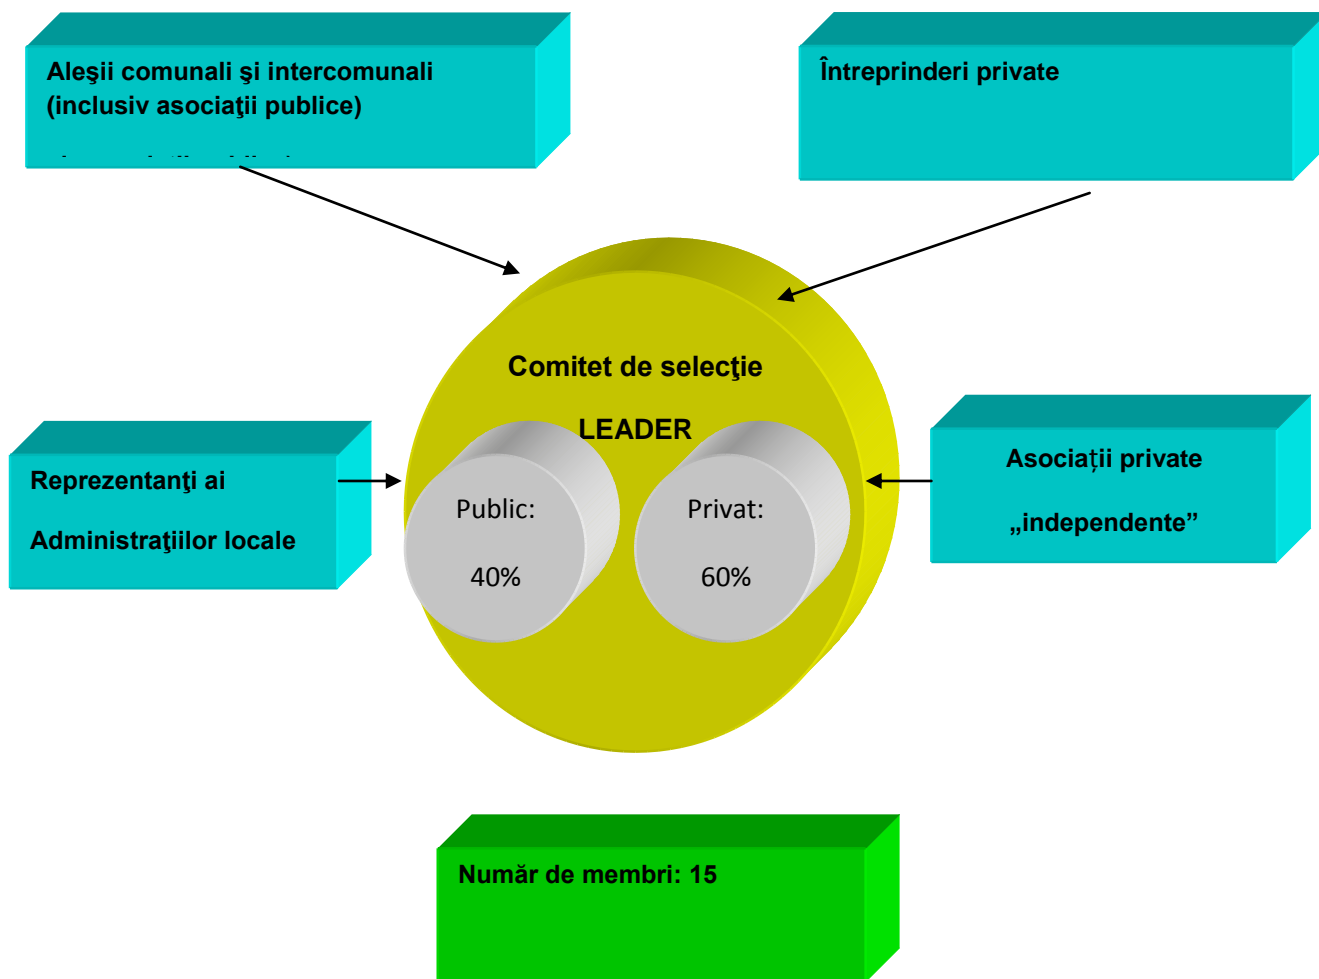 Aleşii comunali şi intercomunali
(inclusiv asociaţii publice)
Întreprinderi private
Comitet de selecţie
LEADER
Reprezentanţi ai
Administraţiilor locale
Public:
40%
Privat:
60%
Asociații private
„independente”
Număr de membri: 15